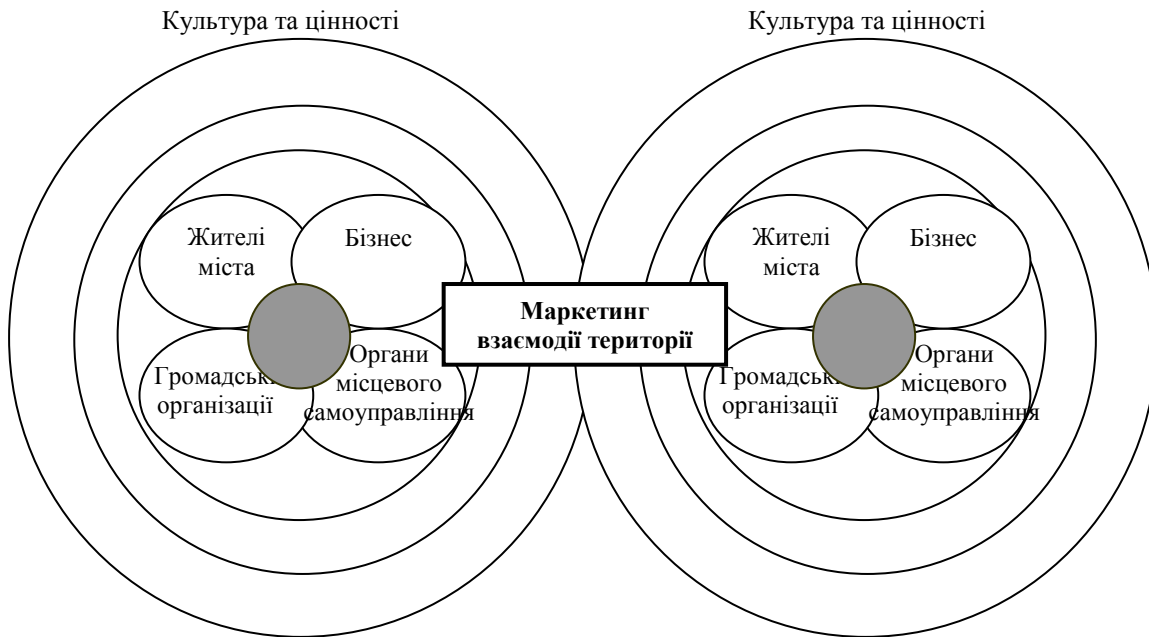 Культура та цінності
Культура та цінності
Жителі
міста
Бізнес
Громадські
організації
Органи
місцевого
самоуправління
Маркетинг
взаємодії території
Жителі
міста
Бізнес
Громадські
організації
Органи
місцевого
самоуправління